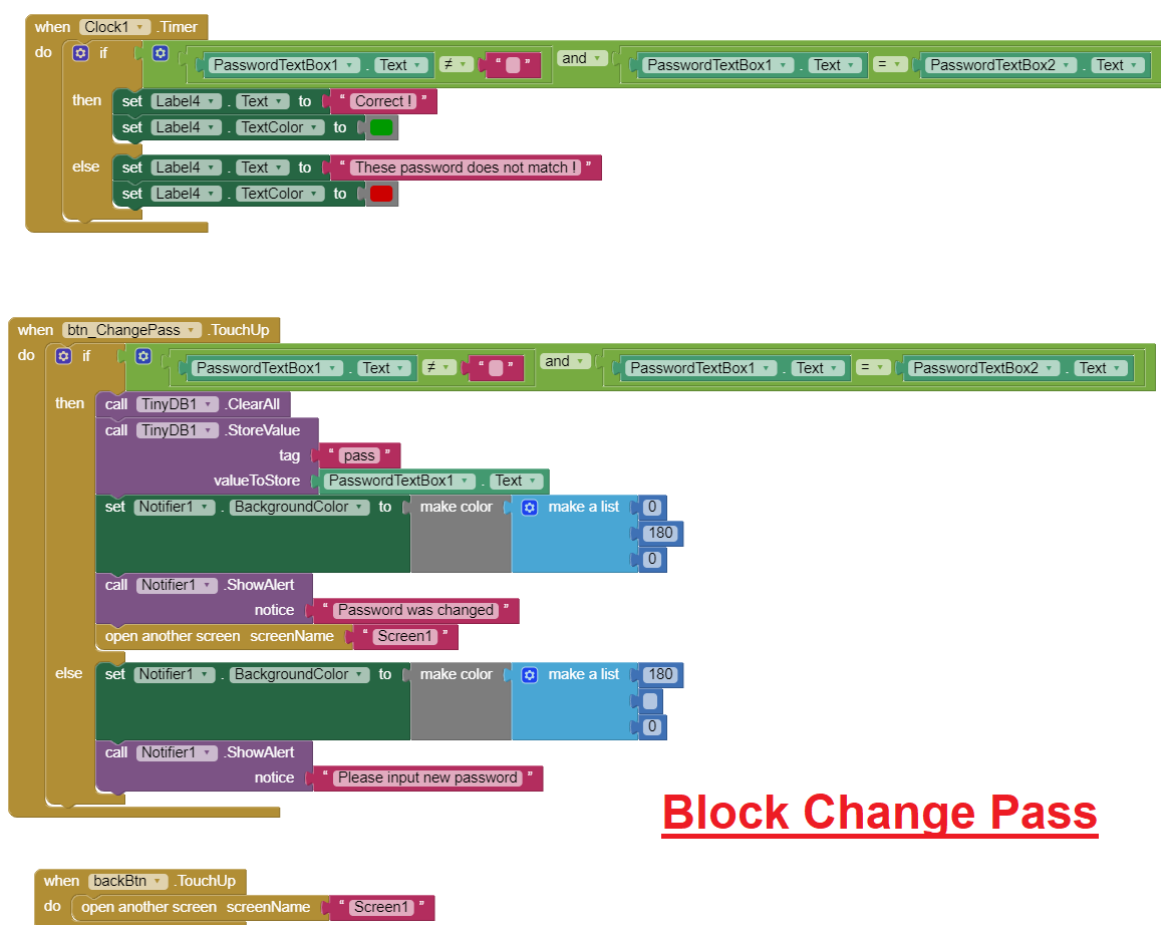 when Clock1 .Timer
do if PasswordTextBox1 . Text ≠ " " and PasswordTextBox1 . Text = PasswordTextBox2 . Text
then set Label4 . Text to " Correct ! "
set Label4 . TextColor to
else set Label4 . Text to " These password does not match ! "
set Label4 . TextColor to
when btn_ChangePass .TouchUp
do if PasswordTextBox1 . Text ≠ " " and PasswordTextBox1 . Text = PasswordTextBox2 . Text
then call TinyDB1 .ClearAll
call TinyDB1 .StoreValue
tag " pass "
valueToStore PasswordTextBox1 . Text
set Notifier1 . BackgroundColor to make color make a list 0
180
0
call Notifier1 .ShowAlert
notice " Password was changed "
open another screen screenName " Screen1 "
else set Notifier1 . BackgroundColor to make color make a list 180
0
call Notifier1 .ShowAlert
notice " Please input new password "
Block Change Pass
when backBtn .TouchUp
do open another screen screenName " Screen1 "